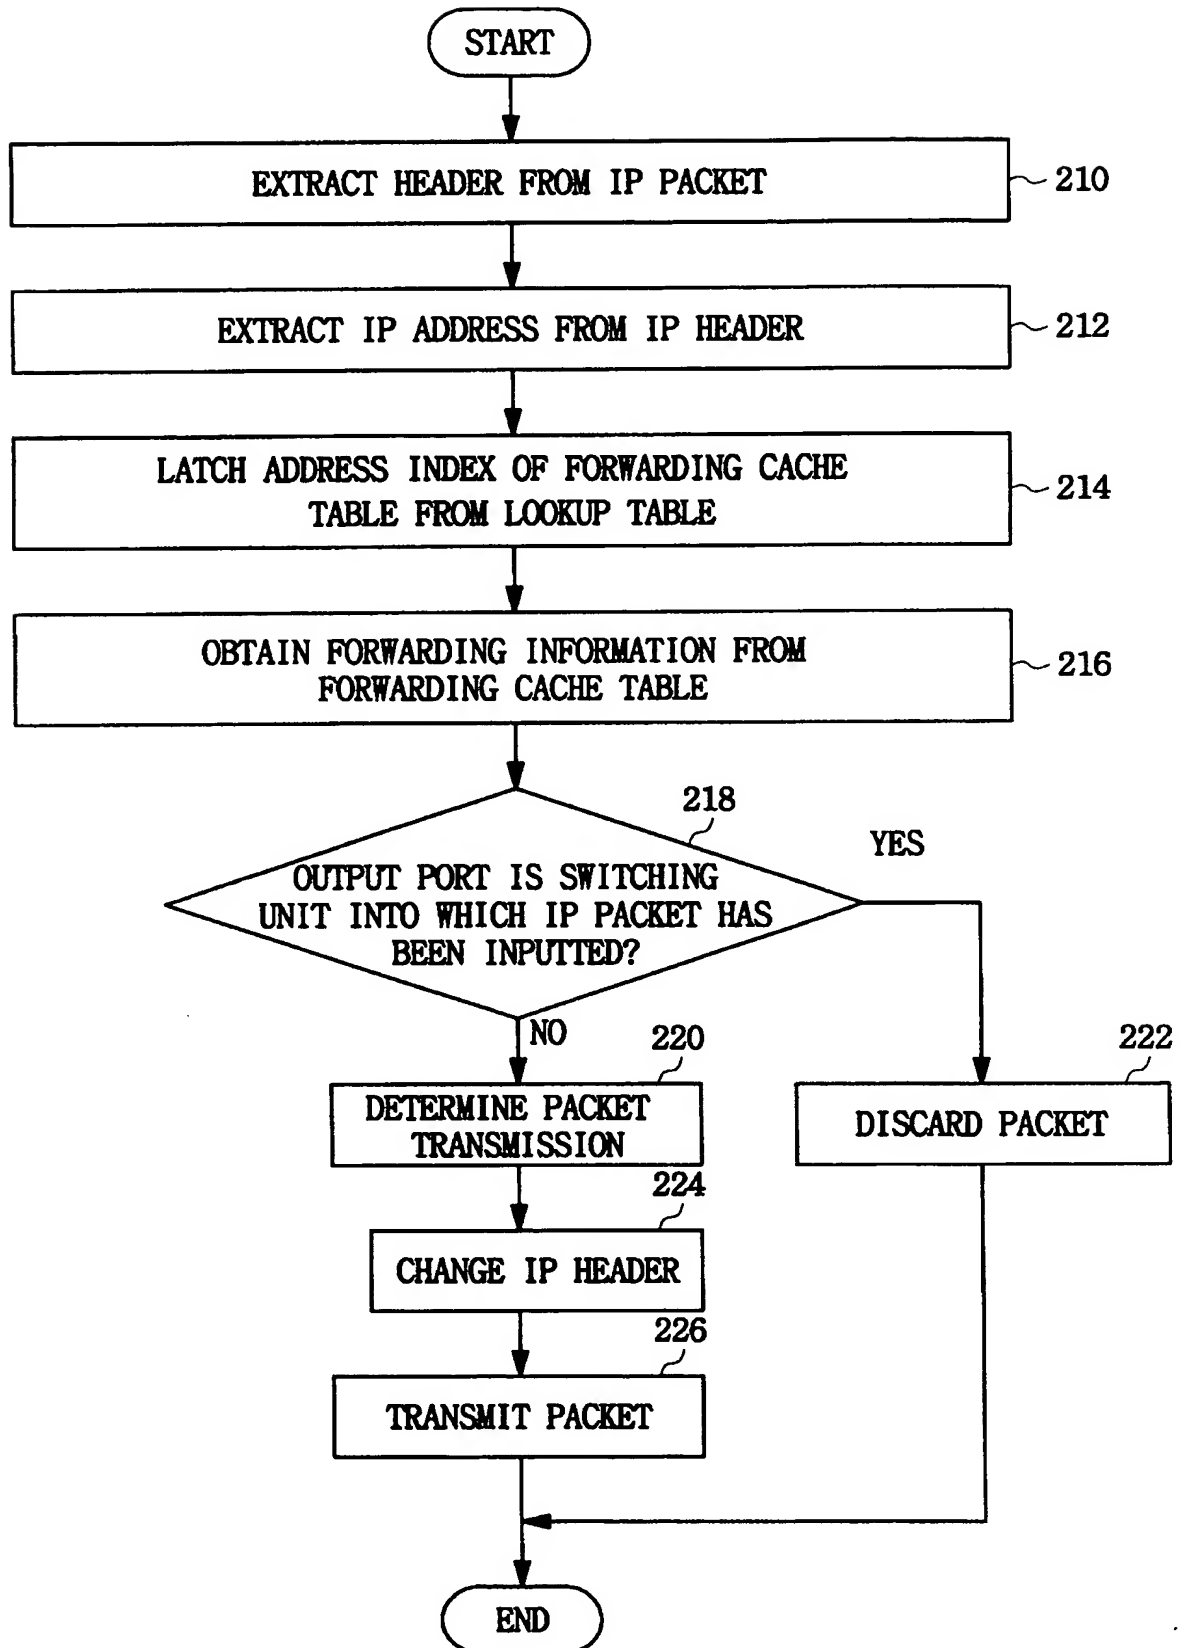 START
EXTRACT HEADER FROM IP PACKET
210
EXTRACT IP ADDRESS FROM IP HEADER
212
LATCH ADDRESS INDEX OF FORWARDING CACHE
TABLE FROM LOOKUP TABLE
214
OBTAIN FORWARDING INFORMATION FROM
FORWARDING CACHE TABLE
216
218
YES
OUTPUT PORT IS SWITCHING
UNIT INTO WHICH IP PACKET HAS
BEEN INPUTTED?
NO
220
222
DETERMINE PACKET
TRANSMISSION
DISCARD PACKET
224
CHANGE IP HEADER
226
TRANSMIT PACKET
END